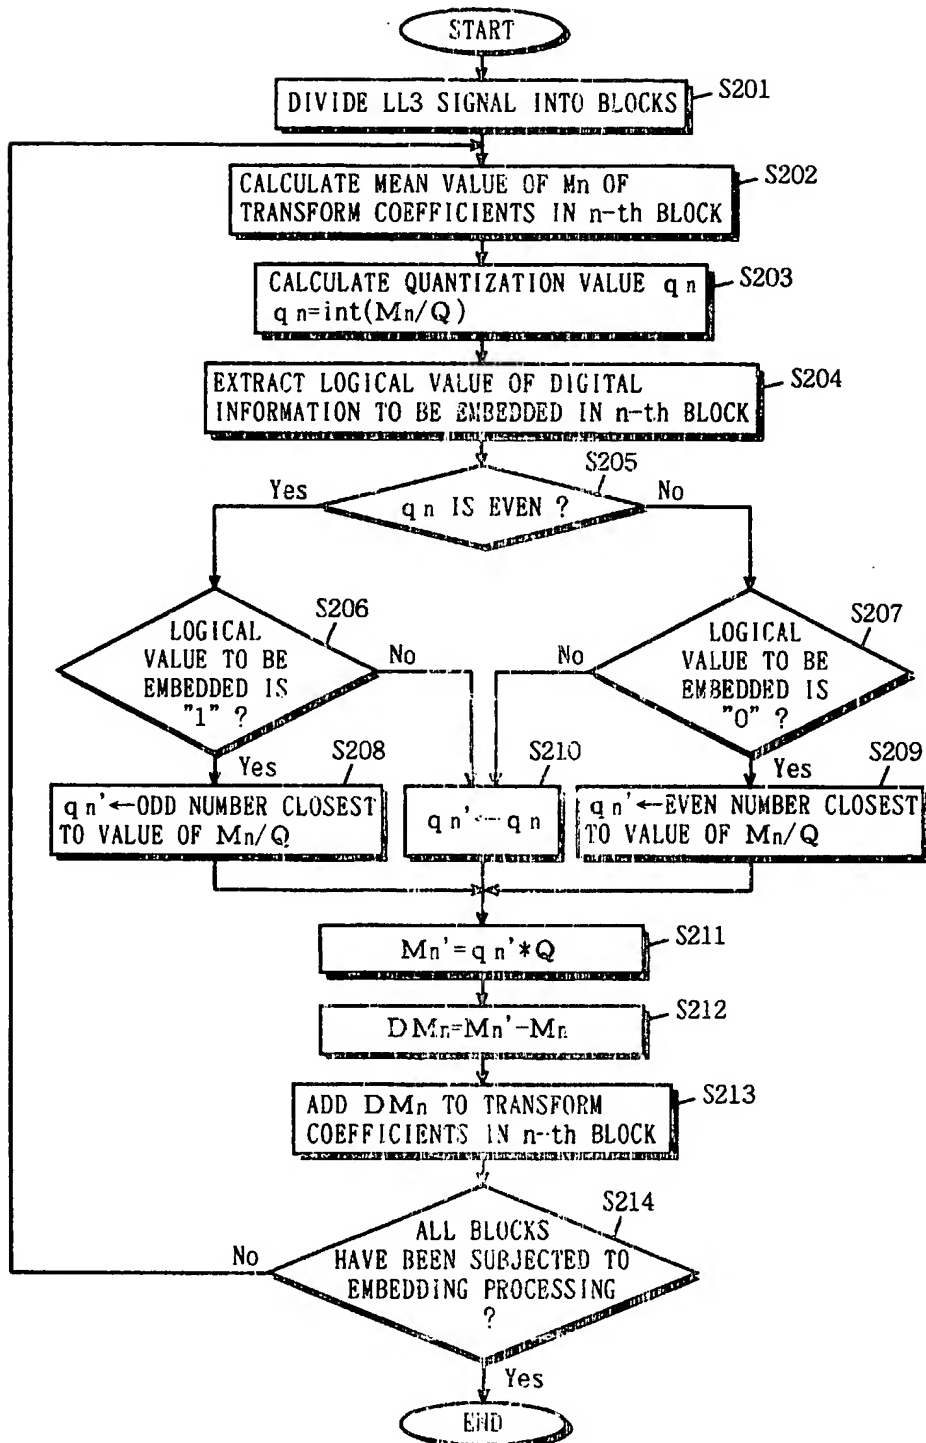 START
DIVIDE LL3 SIGNAL INTO BLOCKS
S201
CALCULATE MEAN VALUE OF Mn OF
TRANSFORM COEFFICIENTS IN n-th BLOCK
S202
CALCULATE QUANTIZATION VALUE qn
qn=int(Mn/Q)
S203
EXTRACT LOGICAL VALUE OF DIGITAL
INFORMATION TO BE EMBEDDED IN n-th BLOCK
S204
S205
Yes
qn IS EVEN ?
No
S206
LOGICAL
VALUE TO BE
EMBEDDED IS
"1" ?
No
Yes
S207
LOGICAL
VALUE TO BE
EMBEDDED IS
"0" ?
No
Yes
S208
qn'←ODD NUMBER CLOSEST
TO VALUE OF Mn/Q
S210
qn'←qn
S209
qn'←EVEN NUMBER CLOSEST
TO VALUE OF Mn/Q
Mn'=qn'*Q
S211
DMn=Mn'-Mn
S212
ADD DMn TO TRANSFORM
COEFFICIENTS IN n-th BLOCK
S213
S214
ALL BLOCKS
HAVE BEEN SUBJECTED TO
EMBEDDING PROCESSING
?
No
Yes
END